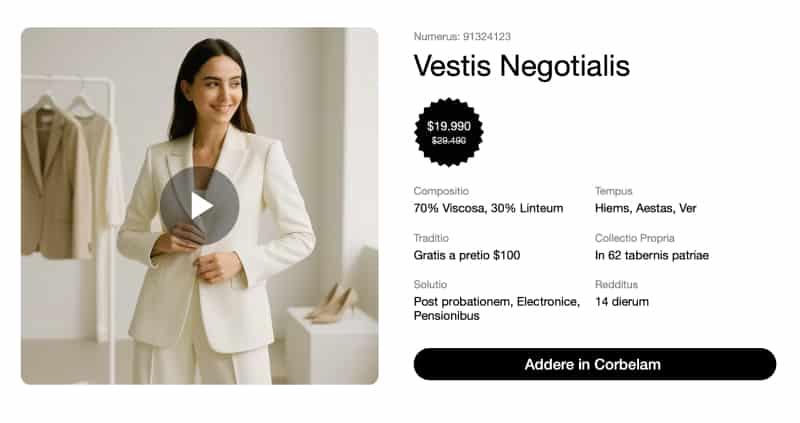 Numerus: 91324123
Vestis Negotialis
$19.990
$29.490
Compositio
70% Viscosa, 30% Linteum
Tempus
Hiems, Aestas, Ver
Traditio
Gratis a pretio $100
Collectio Propria
In 62 tabernis patriae
Solutio
Post probationem, Electronice,
Pensionibus
Redditus
14 dierum
Addere in Corbelam